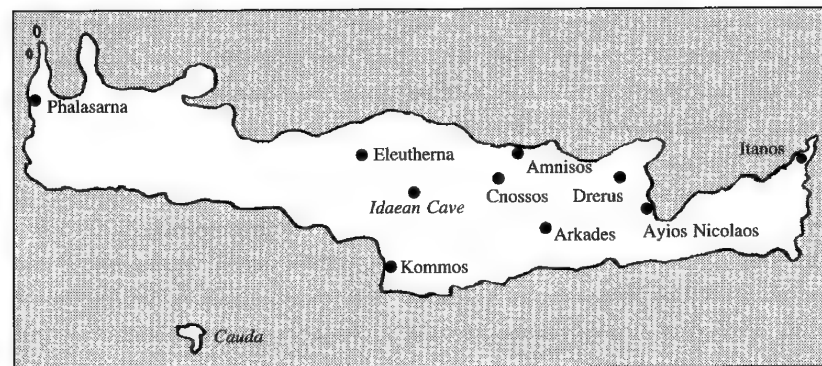 Phalasarna
Eleutherna
Amnisos
Itanos
Idaean Cave
Cnossos
Drerus
Arkades
Ayios Nicolaos
Kommos
Cauda